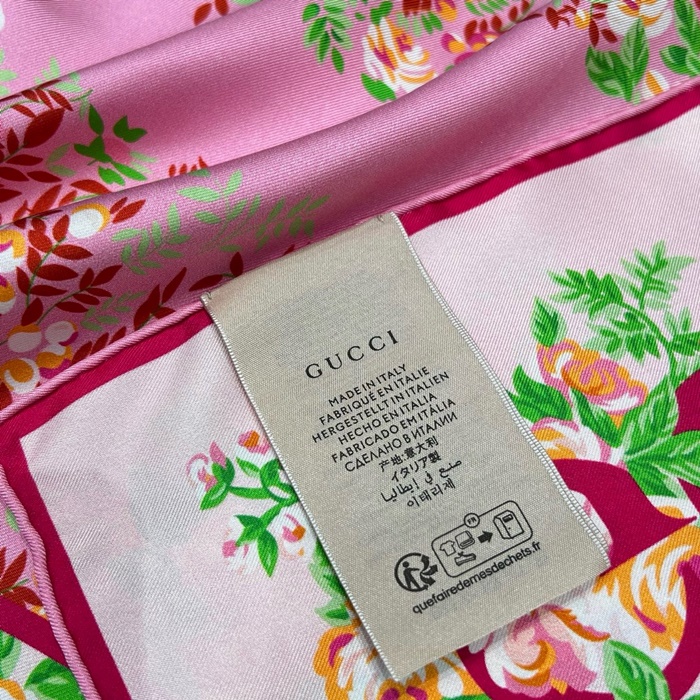 GUCCI
MADE IN ITALY
FABRIQUÉ EN ITALIE
HERGESTELLT IN ITALIEN
HECHO EN ITALIA
FABRICADO EM ITÁLIA
СДЕЛАНО В ИТАЛИИ
产地:意大利
イタリア製
صنع في إيطاليا
이태리제
FR
quefairedemesdechets.fr